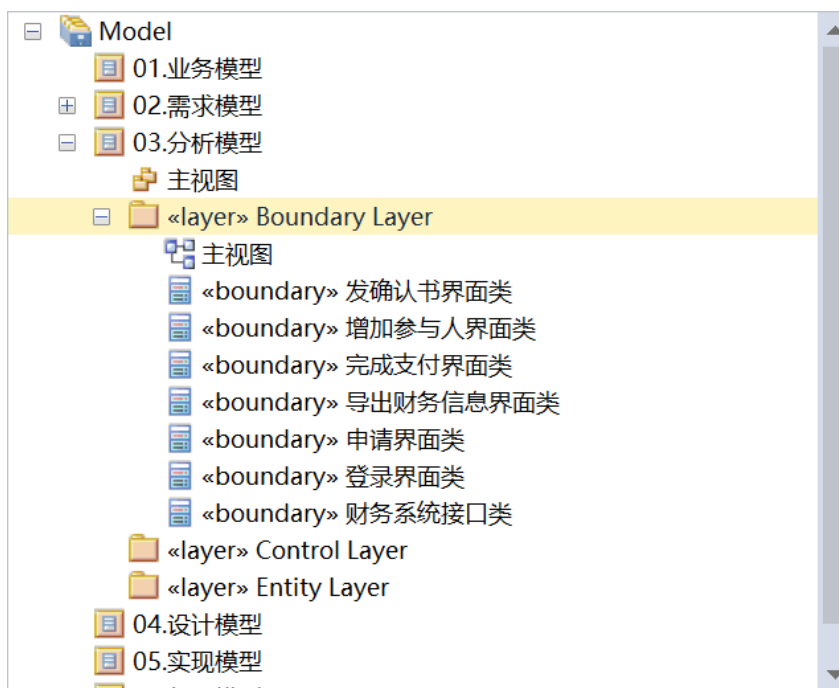 Model
01.业务模型
02.需求模型
03.分析模型
主视图
«layer» Boundary Layer
主视图
«boundary» 发确认书界面类
«boundary» 增加参与人界面类
«boundary» 完成支付界面类
«boundary» 导出财务信息界面类
«boundary» 申请界面类
«boundary» 登录界面类
«boundary» 财务系统接口类
«layer» Control Layer
«layer» Entity Layer
04.设计模型
05.实现模型